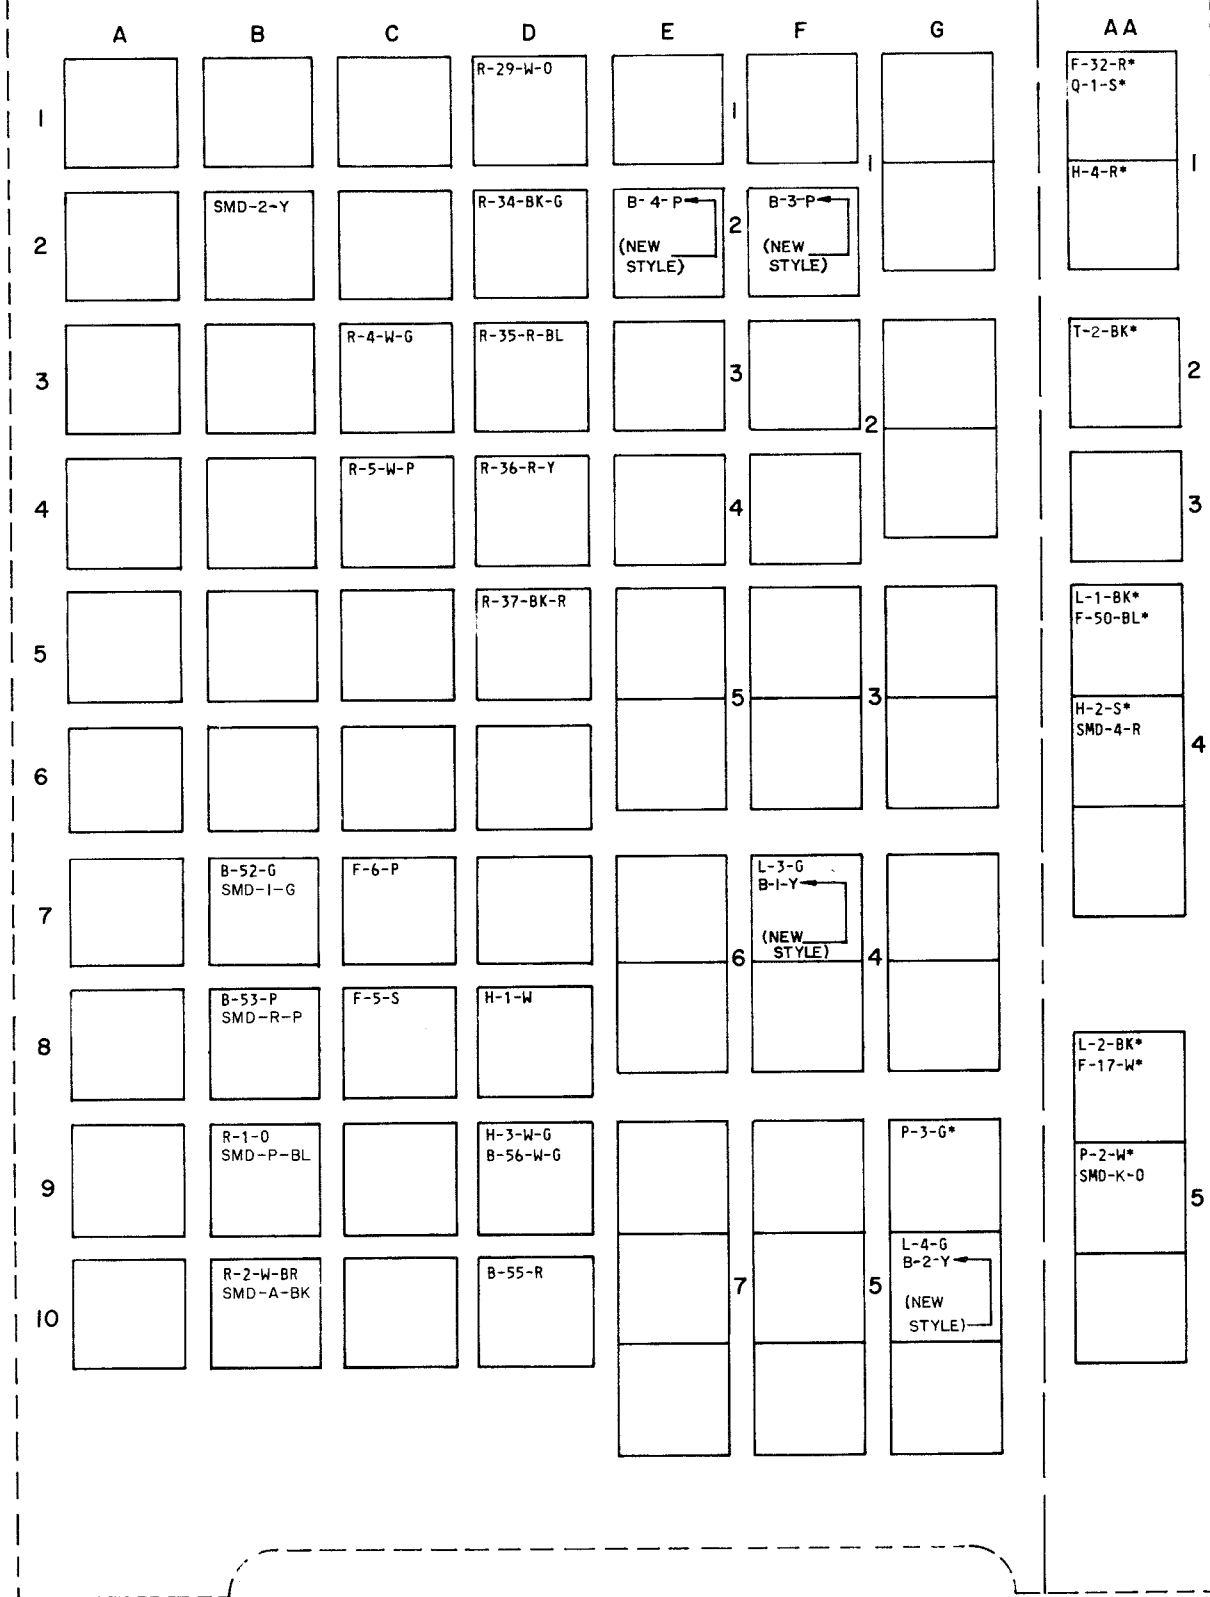 A B C D E F G AA
R-29-W-O
F-32-R*
Q-1-S*
1 1 1 1
H-4-R*
SMD-2-Y
R-34-BK-G
B-4-P
B-3-P
2 2
(NEW
STYLE)
(NEW
STYLE)
R-4-W-G
R-35-R-BL
T-2-BK*
3 3 2 2
R-5-W-P
R-36-R-Y
4 4 3
R-37-BK-R
L-1-BK*
F-50-BL*
5 5 3
H-2-S*
SMD-4-R
4
6
B-52-G
SMD-1-G
F-6-P
L-3-G
B-1-Y
(NEW
STYLE)
7 6 4
B-53-P
SMD-R-P
F-5-S
H-1-W
8
L-2-BK*
F-17-W*
R-1-O
SMD-P-BL
H-3-W-G
B-56-W-G
P-3-G*
P-2-W*
SMD-K-O
9 5
R-2-W-BR
SMD-A-BK
B-55-R
L-4-G
B-2-Y
(NEW
STYLE)
10 7 5